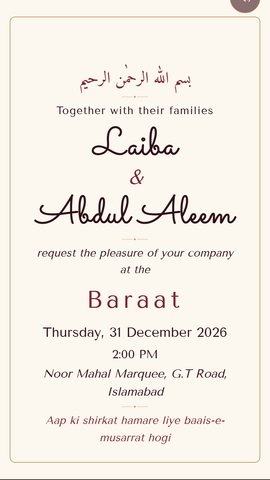 بسم الله الرحمٰن الرحيم
Together with their families
Laiba
&
Abdul Aleem
request the pleasure of your company
at the
Baraat
Thursday, 31 December 2026
2:00 PM
Noor Mahal Marquee, G.T Road,
Islamabad
Aap ki shirkat hamare liye baais-e-
musarrat hogi